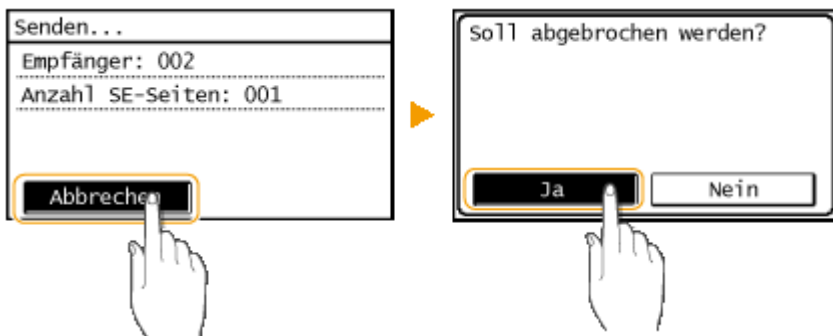 Senden...
Empfänger: 002
Anzahl SE-Seiten: 001
Abbrechen
Soll abgebrochen werden?
Ja
Nein